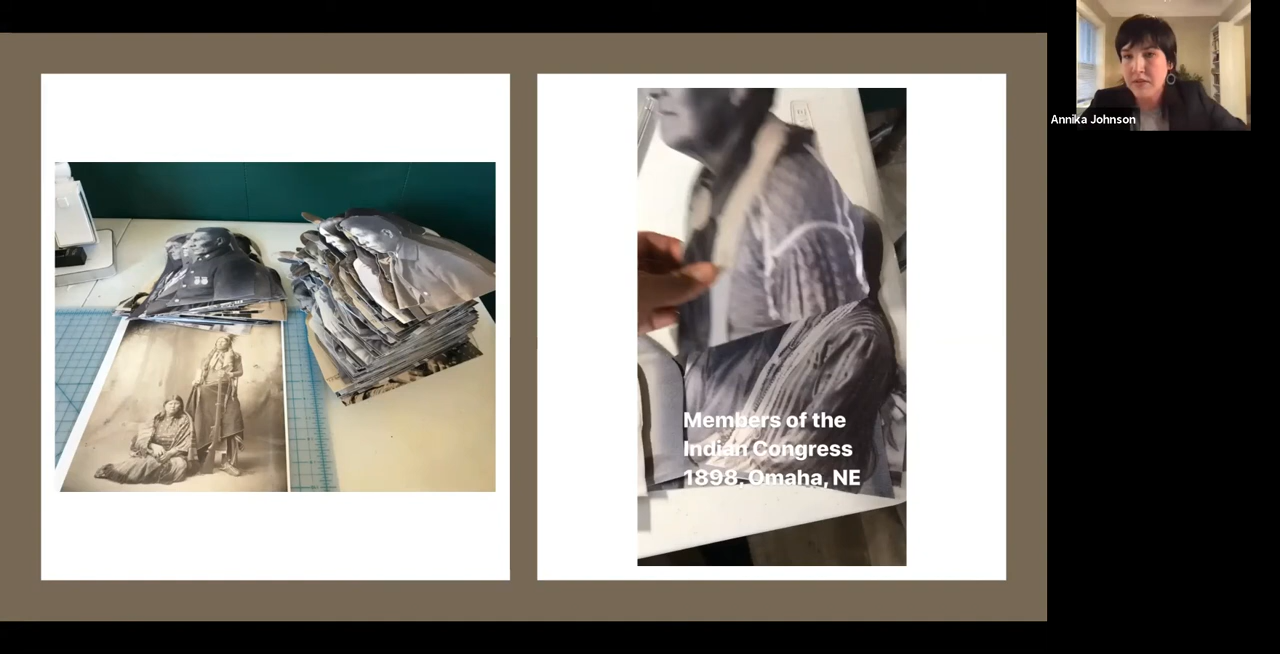 Members of the
Indian Congress
1898, Omaha, NE
Annika Johnson